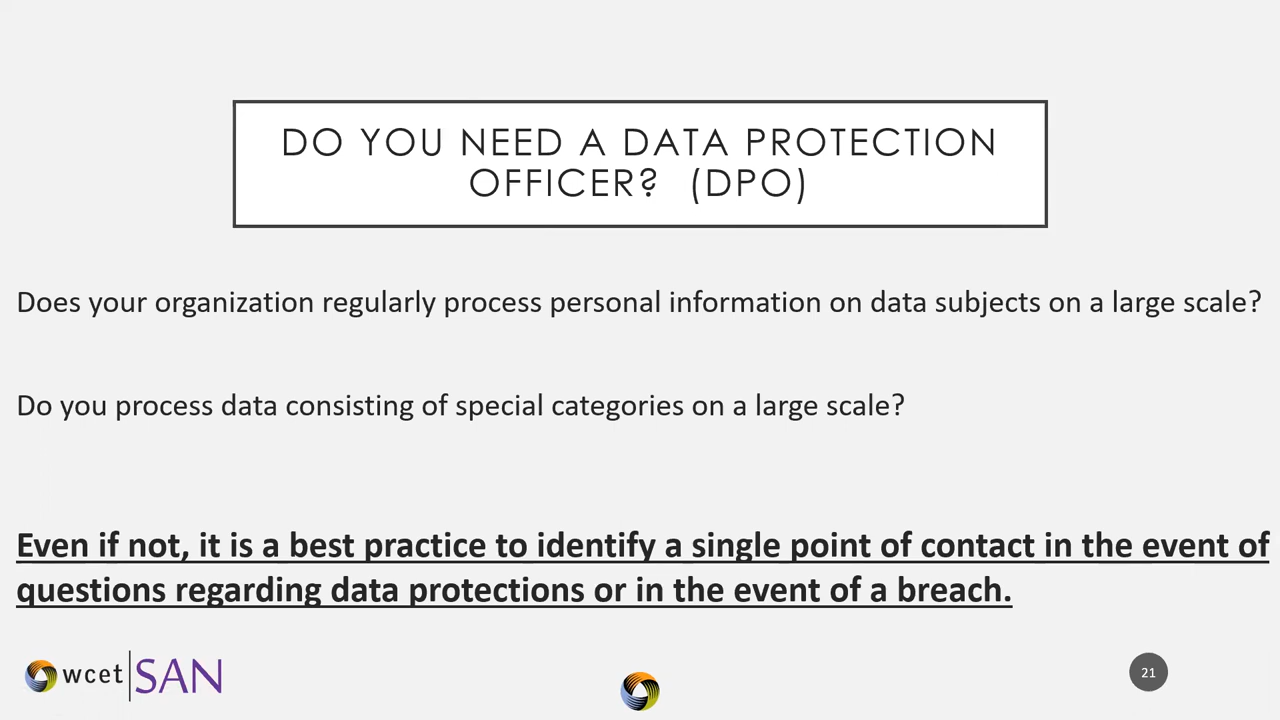 DO YOU NEED A DATA PROTECTION
OFFICER? (DPO)
Does your organization regularly process personal information on data subjects on a large scale?
Do you process data consisting of special categories on a large scale?
Even if not, it is a best practice to identify a single point of contact in the event of
questions regarding data protections or in the event of a breach.
wcet SAN
21